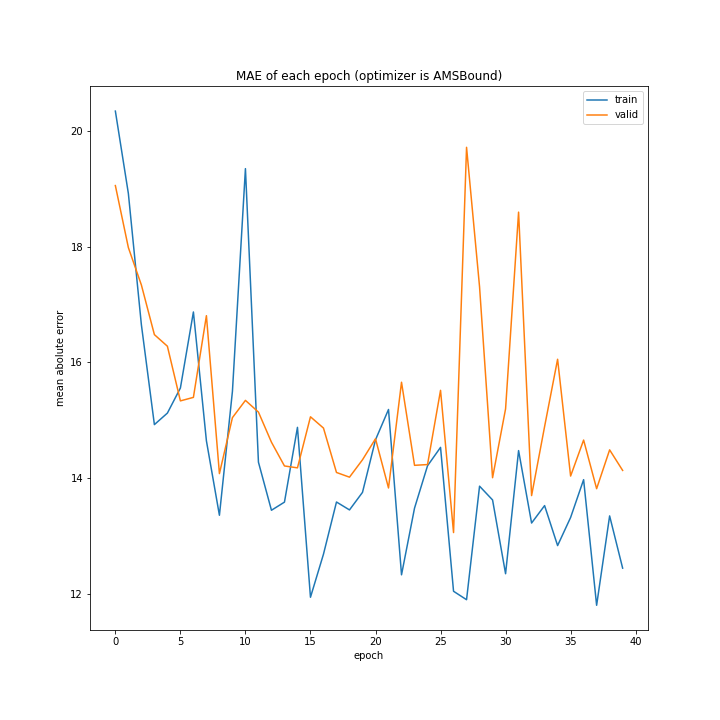 MAE of each epoch (optimizer is AMSBound)
train
valid
20
18
16
14
12
mean abolute error
0 5 10 15 20 25 30 35 40
epoch